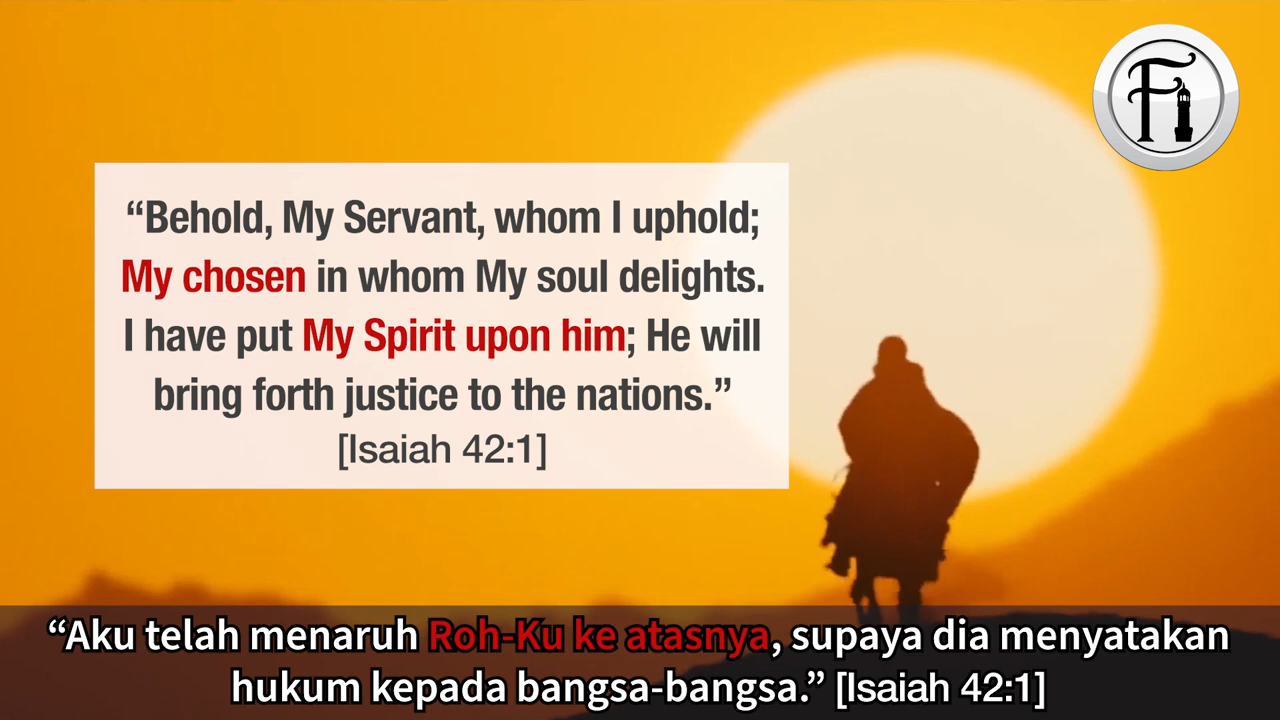 Fi
“Behold, My Servant, whom I uphold;
My chosen in whom My soul delights.
I have put My Spirit upon him; He will
bring forth justice to the nations.”
[Isaiah 42:1]
“Aku telah menaruh Roh-Ku ke atasnya, supaya dia menyatakan
hukum kepada bangsa-bangsa.” [Isaiah 42:1]